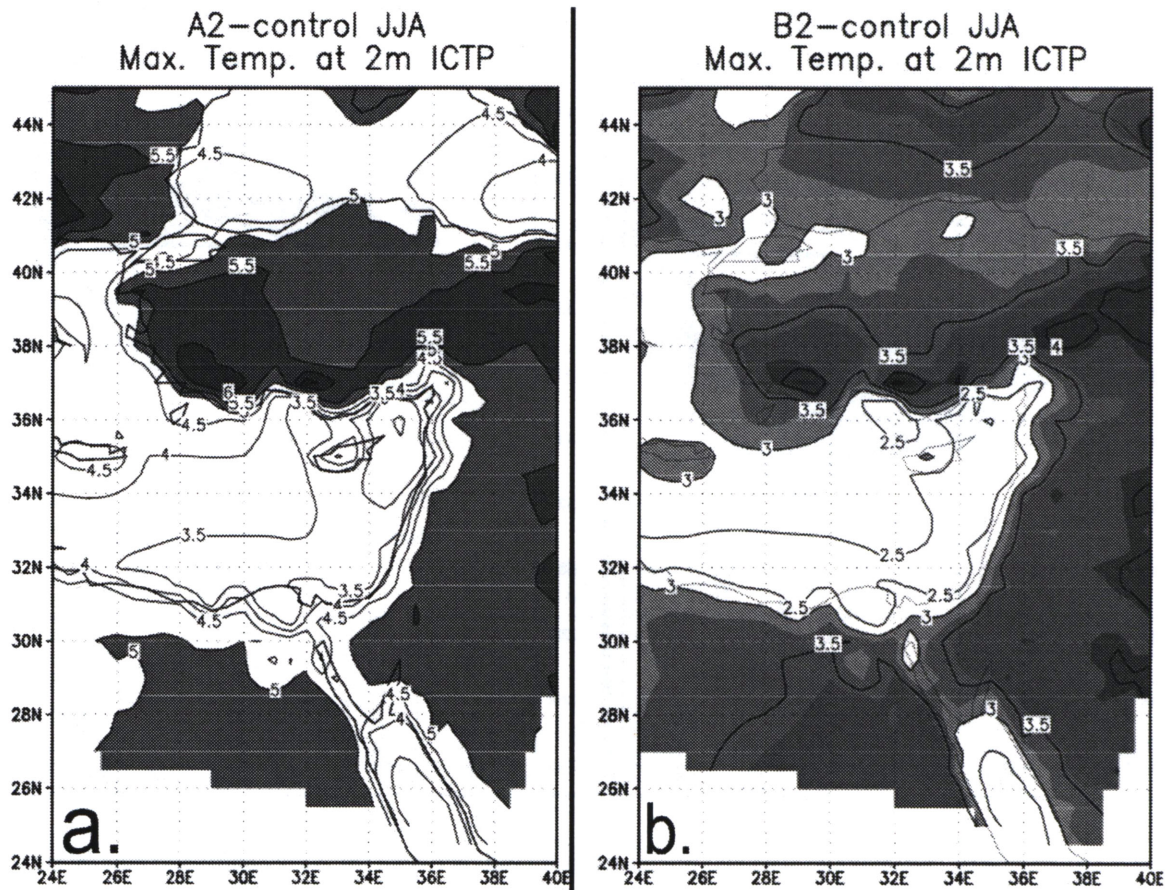 A2-control JJA
Max. Temp. at 2m ICTP
44N
42N
40N
38N
36N
34N
32N
30N
28N
26N
24N
24E
26E
28E
30E
32E
34E
36E
38E
40E
4.5
5.5
4.5
4
5
5
4.5
5
5.5
5
5.5
5.5
6
5.5
3.5
3.5
4
4.5
4
4.5
3.5
4
3.5
4
4.5
4.5
5
5
4.5
4
5
a.
B2-control JJA
Max. Temp. at 2m ICTP
44N
42N
40N
38N
36N
34N
32N
30N
28N
26N
24N
24E
26E
28E
30E
32E
34E
36E
38E
40E
3.5
3
3
3
3.5
3.5
3.5
4
3.5
2.5
2.5
3
3
2.5
3
2.5
2.5
3
3.5
3
3.5
b.